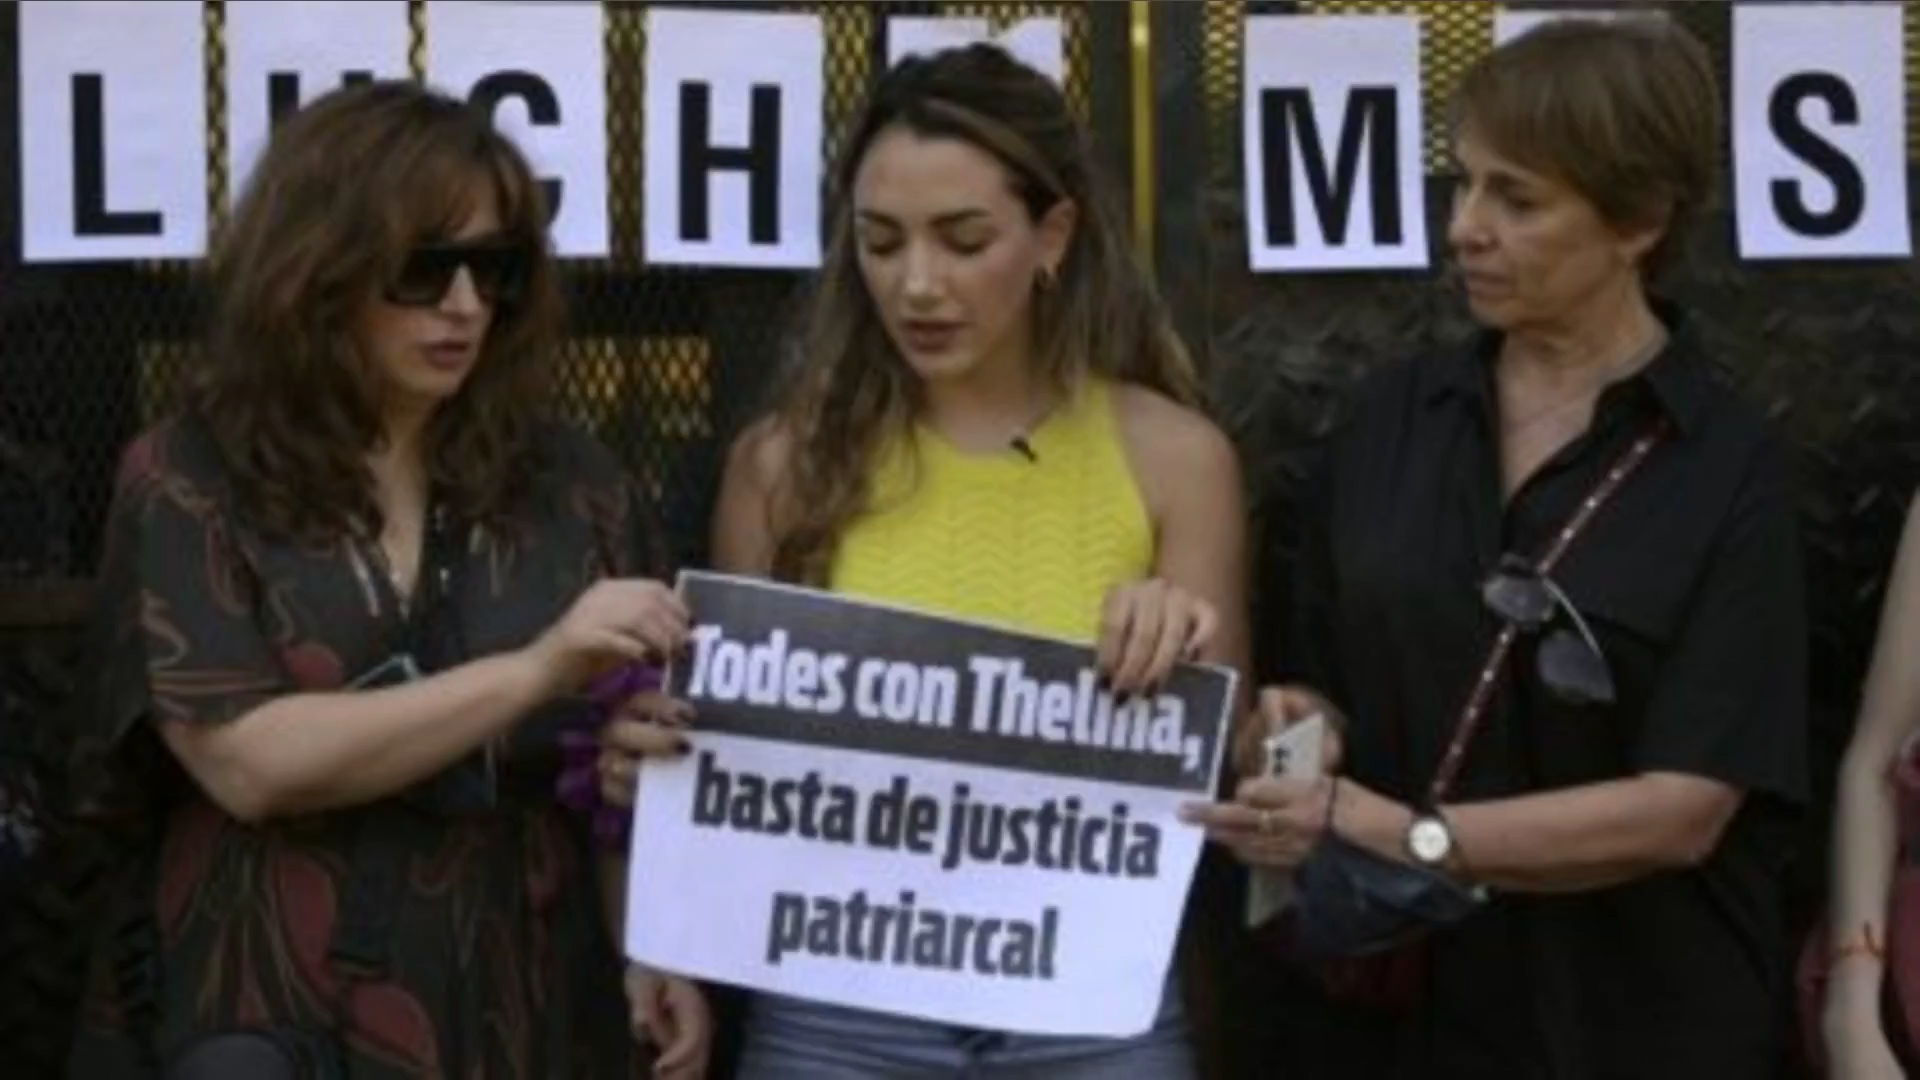 L C H M S
Todes con Thelma,
basta de justicia
patriarcal